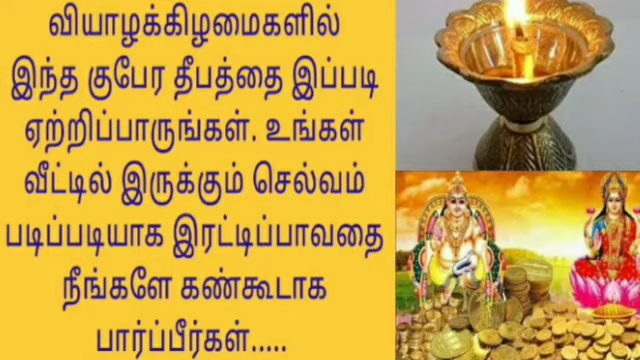 வியாழக்கிழமைகளில்
இந்த குபேர தீபத்தை இப்படி
ஏற்றிப்பாருங்கள். உங்கள்
வீட்டில் இருக்கும் செல்வம்
படிப்படியாக இரட்டிப்பாவதை
நீங்களே கண்கூடாக
பார்ப்பீர்கள்.....